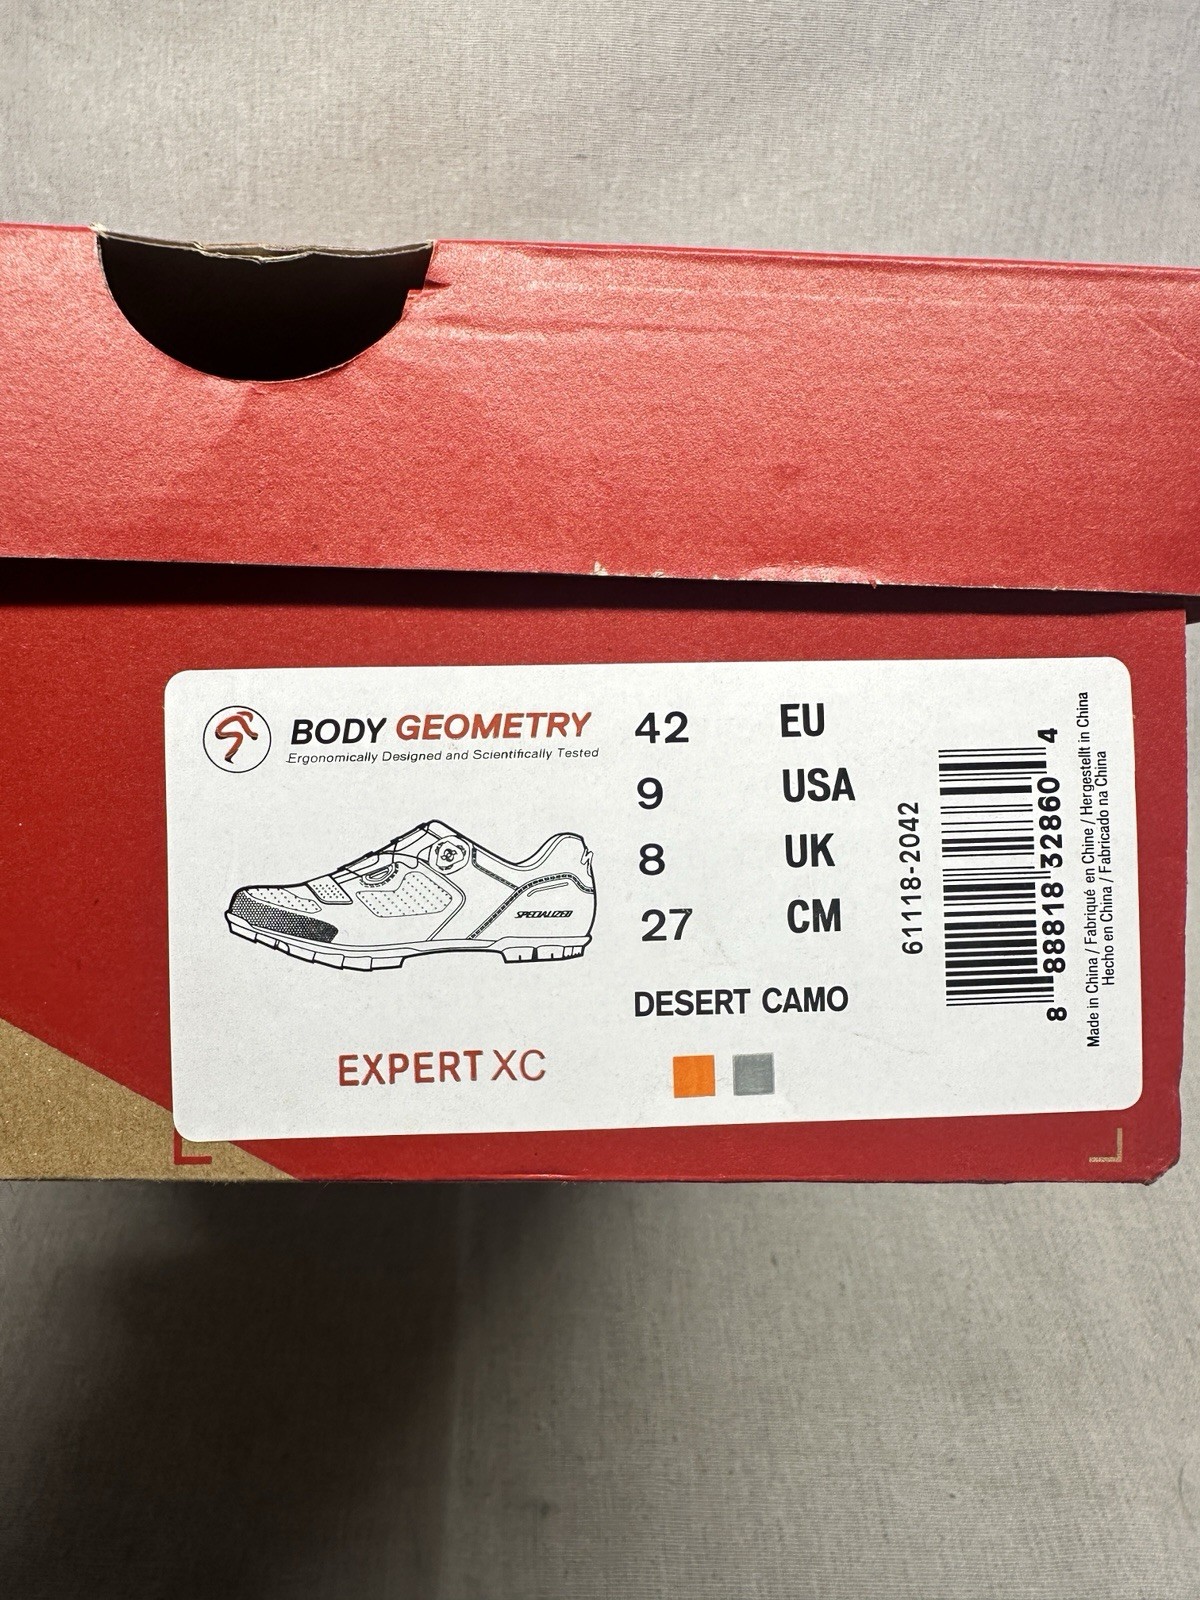 BODY GEOMETRY
Ergonomically Designed and Scientifically Tested
SPECIALIZED
EXPERT XC
42 EU
9 USA
8 UK
27 CM
DESERT CAMO
61118-2042
8 88818 32860 4
Made in China / Fabriqué en Chine / Hergestellt in China
Hecho en China / Fabricado na China